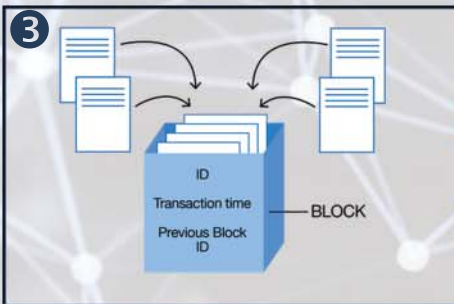 3
ID
Transaction time
Previous Block
ID
BLOCK